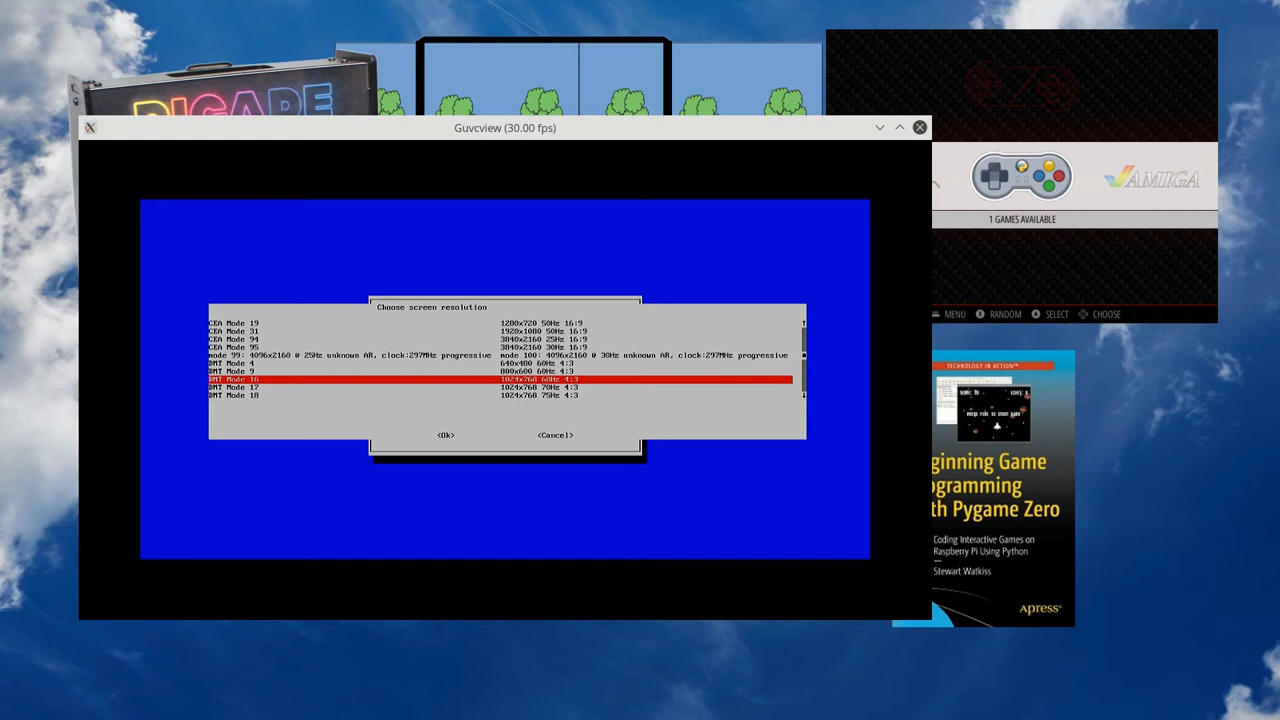 PICADE
Guvcview (30.00 fps)
AMIGA
1 GAMES AVAILABLE
MENU RANDOM SELECT CHOOSE
Choose screen resolution
CEA Mode 19 1280x720 50Hz 16:9
CEA Mode 31 1920x1080 50Hz 16:9
CEA Mode 94 3840x2160 25Hz 16:9
CEA Mode 95 3840x2160 30Hz 16:9
mode 99: 4096x2160 @ 25Hz unknown AR, clock:297MHz progressive mode 100: 4096x2160 @ 30Hz unknown AR, clock:297MHz progressive
DMT Mode 4 640x480 60Hz 4:3
DMT Mode 9 800x600 60Hz 4:3
DMT Mode 16 1024x768 60Hz 4:3
DMT Mode 17 1024x768 70Hz 4:3
DMT Mode 18 1024x768 75Hz 4:3
<Ok> <Cancel>
TECHNOLOGY IN ACTION™
ginning Game
ogramming
th Pygame Zero
Coding Interactive Games on
Raspberry Pi Using Python
Stewart Watkiss
Apress®